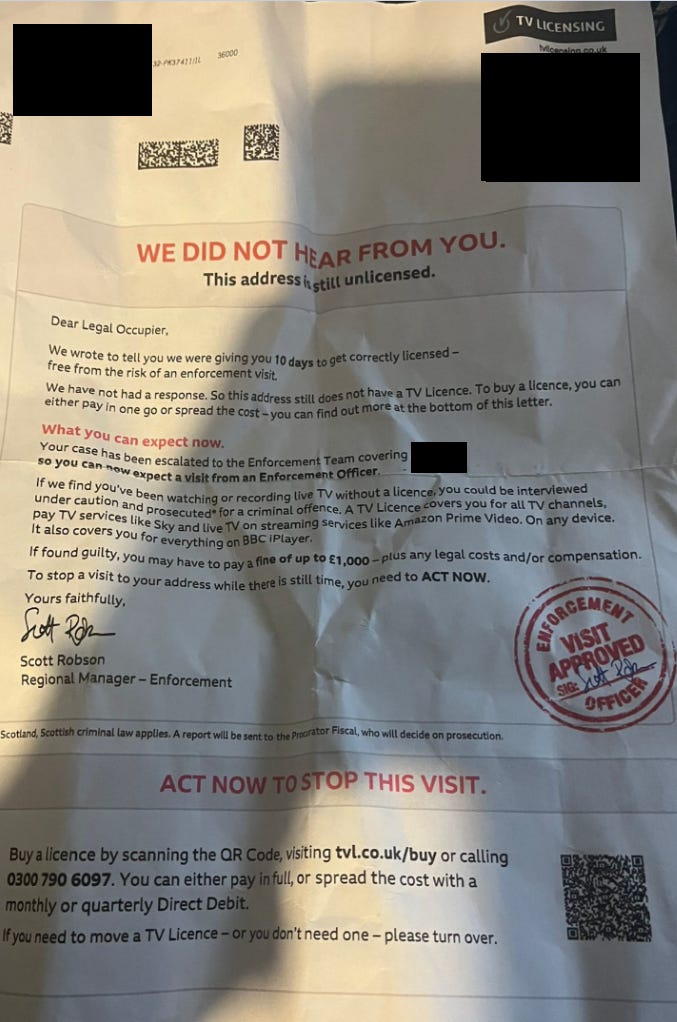 TV LICENSING
tvlicensing.co.uk
36000
WE DID NOT HEAR FROM YOU.
This address is still unlicensed.
Dear Legal Occupier,
We wrote to tell you we were giving you 10 days to get correctly licensed –
free from the risk of an enforcement visit.
We have not had a response. So this address still does not have a TV Licence. To buy a licence, you can
either pay in one go or spread the cost – you can find out more at the bottom of this letter.
What you can expect now.
Your case has been escalated to the Enforcement Team covering
so you can now expect a visit from an Enforcement Officer.
If we find you've been watching or recording live TV without a licence, you could be interviewed
under caution and prosecuted* for a criminal offence. A TV Licence covers you for all TV channels,
pay TV services like Sky and live TV on streaming services like Amazon Prime Video. On any device.
It also covers you for everything on BBC iPlayer.
If found guilty, you may have to pay a fine of up to £1,000 – plus any legal costs and/or compensation.
To stop a visit to your address while there is still time, you need to ACT NOW.
Yours faithfully,
Scott Robson
Regional Manager – Enforcement
ENFORCEMENT
VISIT
APPROVED
SIG:
OFFICER
Scotland, Scottish criminal law applies. A report will be sent to the Procurator Fiscal, who will decide on prosecution.
ACT NOW TO STOP THIS VISIT.
Buy a licence by scanning the QR Code, visiting tvl.co.uk/buy or calling
0300 790 6097. You can either pay in full, or spread the cost with a
monthly or quarterly Direct Debit.
If you need to move a TV Licence – or you don't need one – please turn over.